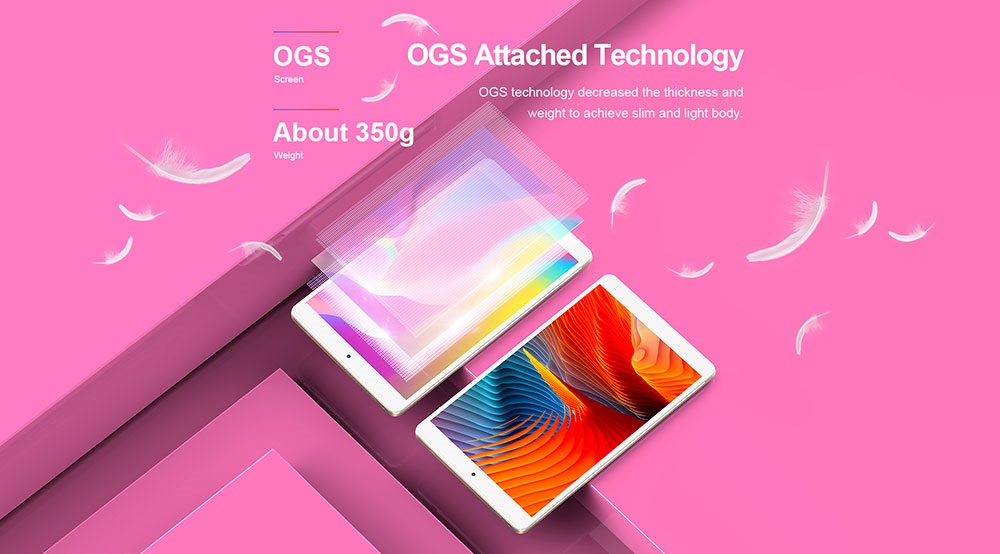 OGS
Screen
About 350g
Weight
OGS Attached Technology
OGS technology decreased the thickness and
weight to achieve slim and light body.